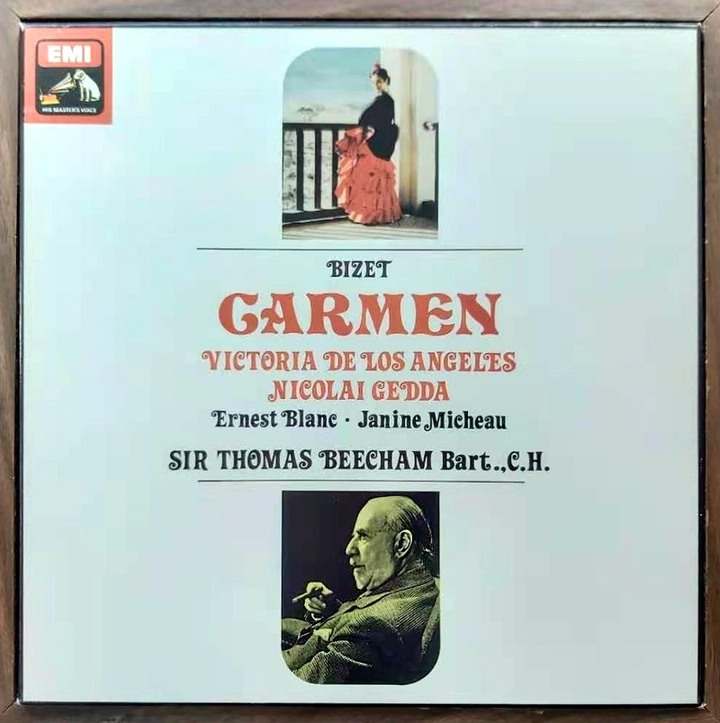 EMI
HIS MASTER'S VOICE
BIZET
CARMEN
VICTORIA DE LOS ANGELES
NICOLAI GEDDA
Ernest Blanc · Janine Micheau
SIR THOMAS BEECHAM Bart.,C.H.